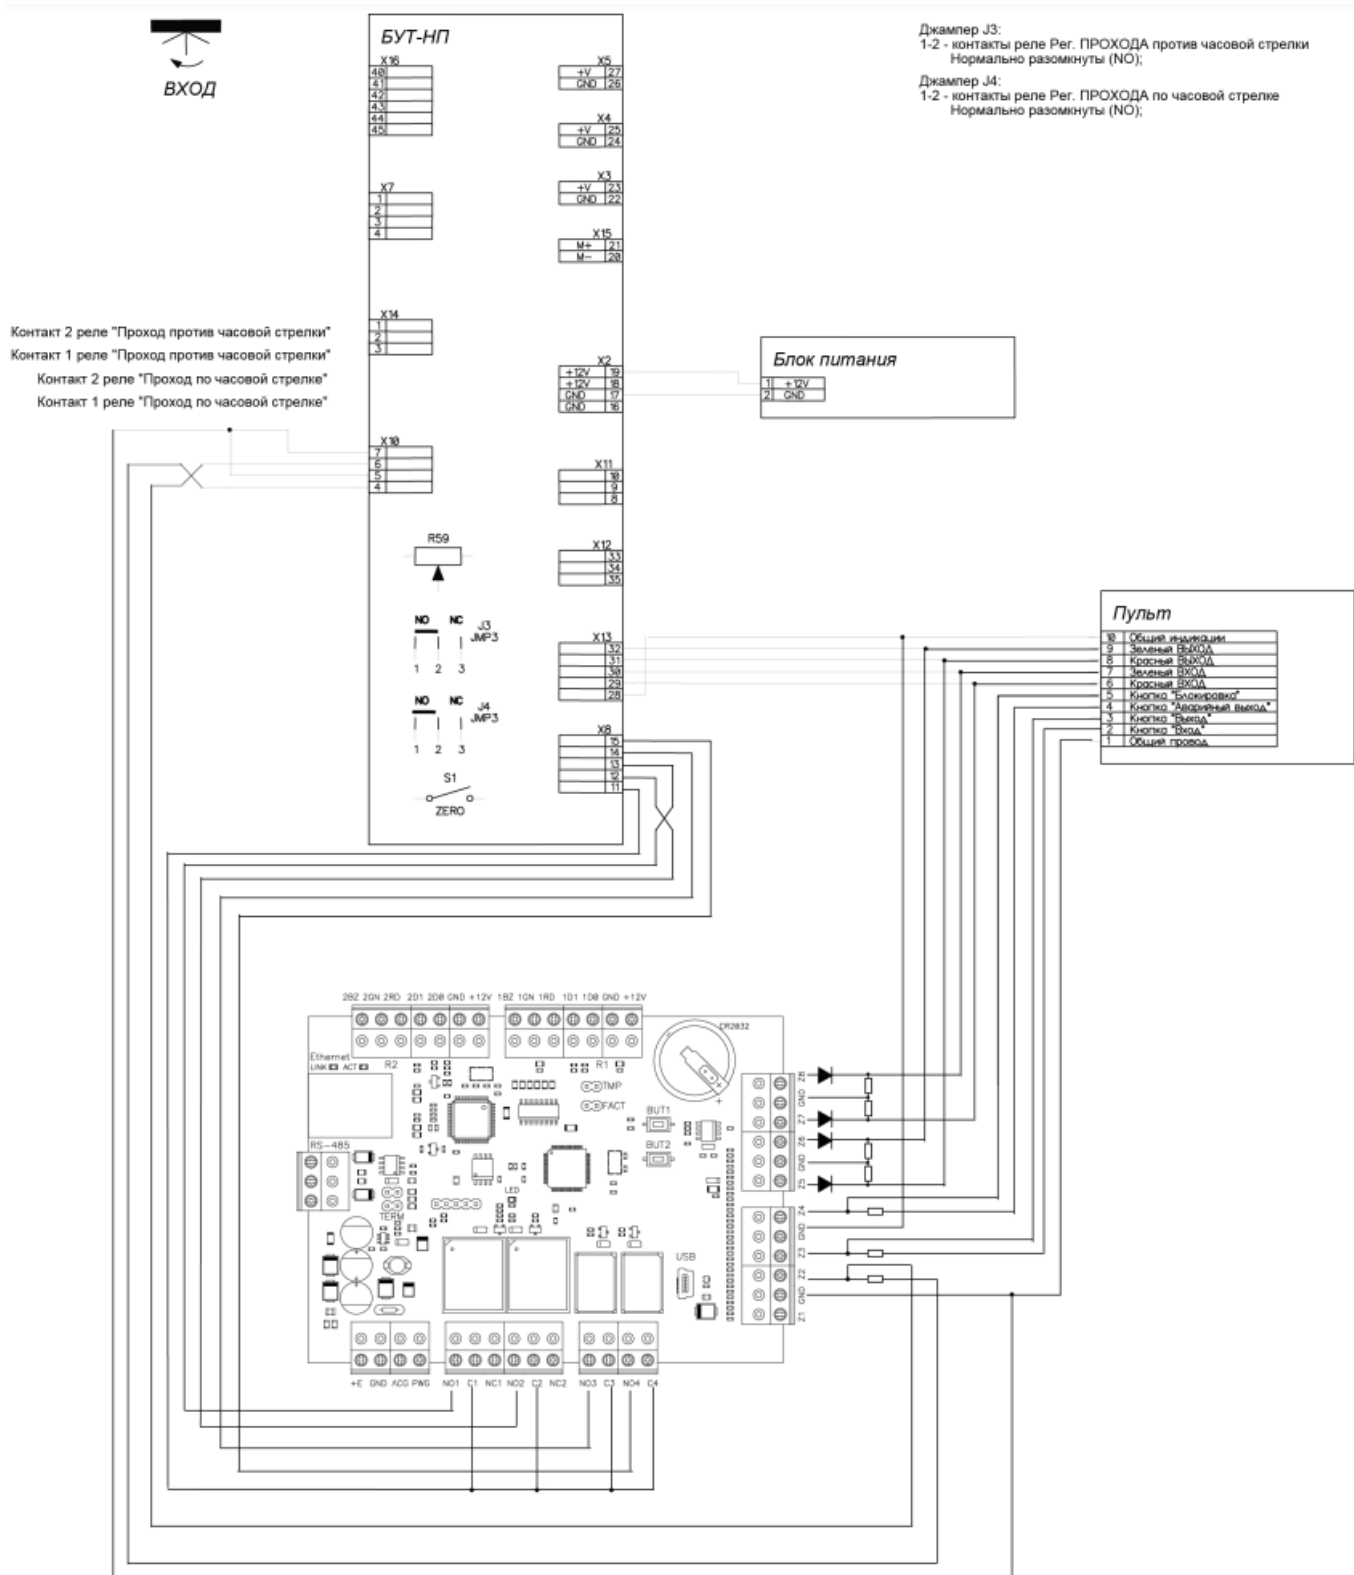 ВХОД
БУТ-НП
Джампер J3:
1-2 - контакты реле Рег. ПРОХОДА против часовой стрелки
Нормально разомкнуты (NO);
Джампер J4:
1-2 - контакты реле Рег. ПРОХОДА по часовой стрелке
Нормально разомкнуты (NO);
X16
40
41
42
43
44
45
X5
+V 27
GND 26
X4
+V 25
GND 24
X3
+V 23
GND 22
X15
M+ 21
M- 20
X7
1
2
3
4
X14
1
2
3
Контакт 2 реле "Проход против часовой стрелки"
Контакт 1 реле "Проход против часовой стрелки"
Контакт 2 реле "Проход по часовой стрелке"
Контакт 1 реле "Проход по часовой стрелке"
X2
+12V 19
+12V 18
GND 17
GND 16
Блок питания
1 +12V
2 GND
X10
7
6
5
4
X11
10
9
8
X12
33
34
35
R59
NO NC J3
JMP3
1 2 3
NO NC J4
JMP3
1 2 3
S1
ZERO
X13
32
31
30
29
28
X8
15
14
13
12
11
Пульт
10 Общий индикации
9 Зеленый ВЫХОД
8 Красный ВЫХОД
7 Зеленый ВХОД
6 Красный ВХОД
5 Кнопка "Блокировка"
4 Кнопка "Аварийный выход"
3 Кнопка "Выход"
2 Кнопка "Вход"
1 Общий провод
2BZ 2GN 2RD 2D1 2D0 GND +12V 1BZ 1GN 1RD 1D1 1D0 GND +12V
CR2032
Ethernet
LINK ACT
R2
R1
TMP
FACT
BUT1
BUT2
RS-485
TERM
LED
USB
Z8
GND
Z7
Z6
GND
Z5
Z4
GND
Z3
Z2
GND
Z1
+E GND ACG PWG NO1 C1 NC1 NO2 C2 NC2 NO3 C3 NO4 C4